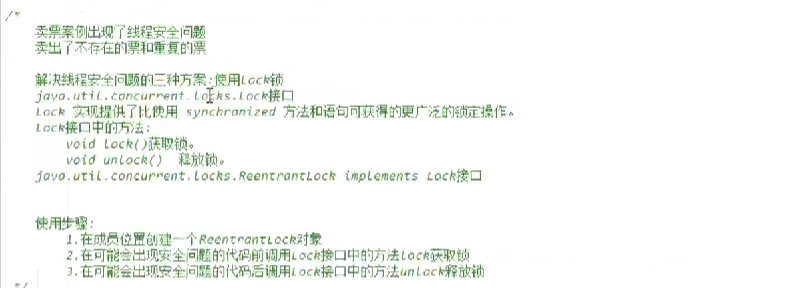 /*
卖票案例出现了线程安全问题
卖出了不存在的票和重复的票
解决线程安全问题的三种方案:使用Lock锁
java.util.concurrent.locks.Lock接口
Lock 实现提供了比使用 synchronized 方法和语句可获得的更广泛的锁定操作。
Lock接口中的方法:
void lock()获取锁。
void unlock() 释放锁。
java.util.concurrent.locks.ReentrantLock implements Lock接口
使用步骤:
1.在成员位置创建一个ReentrantLock对象
2.在可能会出现安全问题的代码前调用Lock接口中的方法lock获取锁
3.在可能会出现安全问题的代码后调用Lock接口中的方法unlock释放锁
*/